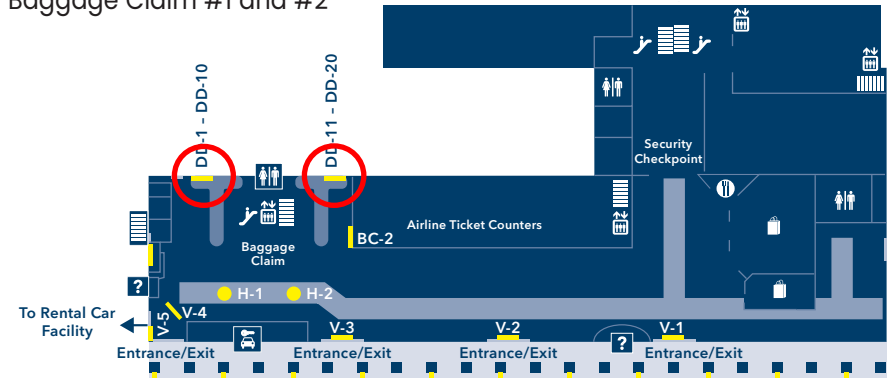 Baggage Claim #1 and #2
DD-1 - DD-10
DD-11 - DD-20
Security
Checkpoint
Airline Ticket Counters
BC-2
Baggage
Claim
?
H-1
H-2
V-5
V-4
To Rental Car
Facility
V-3
V-2
?
V-1
Entrance/Exit
Entrance/Exit
Entrance/Exit
Entrance/Exit